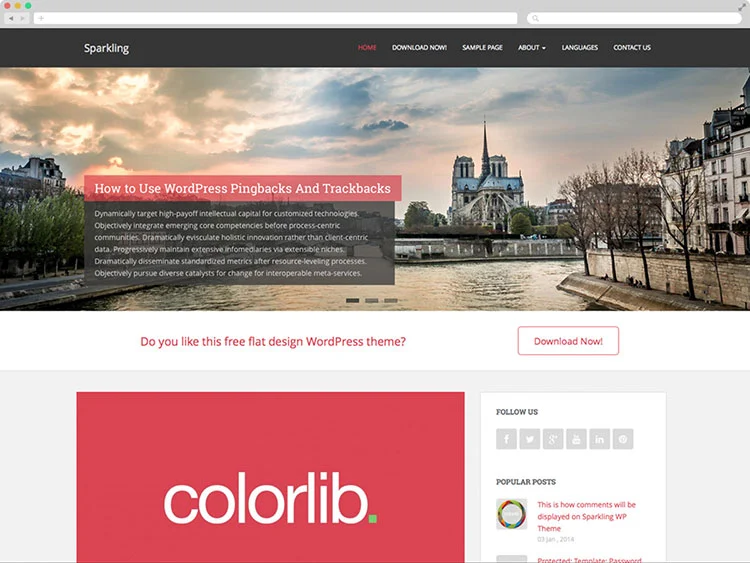 Sparkling
HOME
DOWNLOAD NOW!
SAMPLE PAGE
ABOUT
LANGUAGES
CONTACT US
How to Use WordPress Pingbacks And Trackbacks
Dynamically target high-payoff intellectual capital for customized technologies.
Objectively integrate emerging core competencies before process-centric
communities. Dramatically evisculate holistic innovation rather than client-centric
data. Progressively maintain extensive infomediaries via extensible niches.
Dramatically disseminate standardized metrics after resource-leveling processes.
Objectively pursue diverse catalysts for change for interoperable meta-services.
Do you like this free flat design WordPress theme?
Download Now!
colorlib.
FOLLOW US
POPULAR POSTS
This is how comments will be
displayed on Sparkling WP
Theme
03 Jan , 2014
Protected: Template: Password